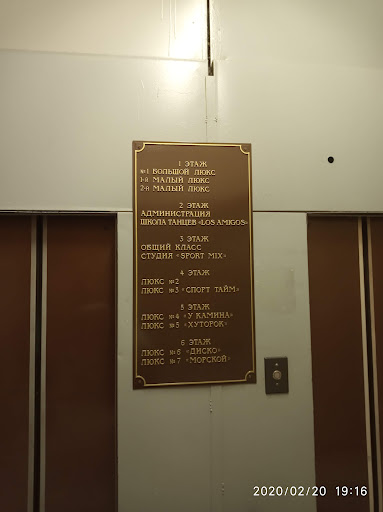 1 ЭТАЖ
№1 БОЛЬШОЙ ЛЮКС
1-й МАЛЫЙ ЛЮКС
2-й МАЛЫЙ ЛЮКС
2 ЭТАЖ
АДМИНИСТРАЦИЯ
ШКОЛА ТАНЦЕВ «LOS AMIGOS»
3 ЭТАЖ
ОБЩИЙ КЛАСС
СТУДИЯ «SPORT MIX»
4 ЭТАЖ
ЛЮКС №2
ЛЮКС №3 «СПОРТ ТАЙМ»
5 ЭТАЖ
ЛЮКС №4 «У КАМИНА»
ЛЮКС №5 «ХУТОРОК»
6 ЭТАЖ
ЛЮКС №6 «ДИСКО»
ЛЮКС №7 «МОРСКОЙ»
2020/02/20 19:16